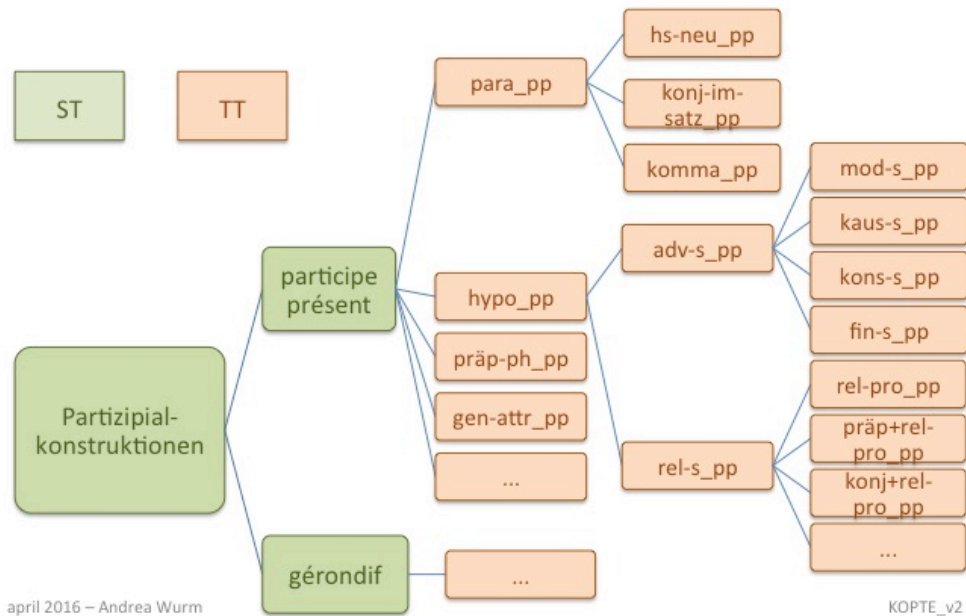 ST
TT
Partizipial-
konstruktionen
participe
présent
gérondif
para_pp
hypo_pp
präp-ph_pp
gen-attr_pp
...
...
hs-neu_pp
konj-im-
satz_pp
komma_pp
adv-s_pp
rel-s_pp
mod-s_pp
kaus-s_pp
kons-s_pp
fin-s_pp
rel-pro_pp
präp+rel-
pro_pp
konj+rel-
pro_pp
...
april 2016 – Andrea Wurm
KOPTE_v2